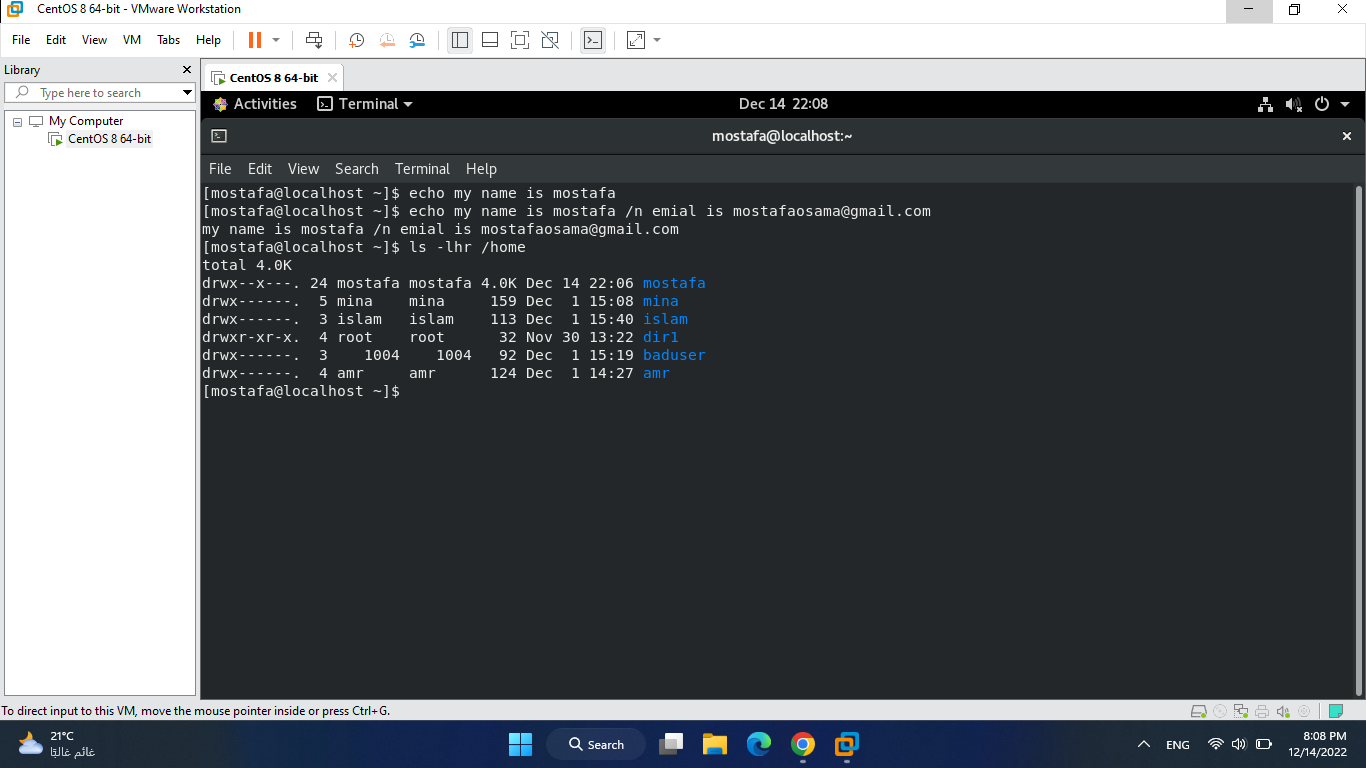 CentOS 8 64-bit - VMware Workstation
File Edit View VM Tabs Help
Library
Type here to search
My Computer
CentOS 8 64-bit
CentOS 8 64-bit
Activities Terminal Dec 14 22:08
mostafa@localhost:~
File Edit View Search Terminal Help
[mostafa@localhost ~]$ echo my name is mostafa
[mostafa@localhost ~]$ echo my name is mostafa /n emial is mostafaosama@gmail.com
my name is mostafa /n emial is mostafaosama@gmail.com
[mostafa@localhost ~]$ ls -lhr /home
total 4.0K
drwx--x---. 24 mostafa mostafa 4.0K Dec 14 22:06 mostafa
drwx------.  5 mina    mina     159 Dec  1 15:08 mina
drwx------.  3 islam   islam    113 Dec  1 15:40 islam
drwxr-xr-x.  4 root    root      32 Nov 30 13:22 dir1
drwx------.  3    1004    1004   92 Dec  1 15:19 baduser
drwx------.  4 amr     amr      124 Dec  1 14:27 amr
[mostafa@localhost ~]$
To direct input to this VM, move the mouse pointer inside or press Ctrl+G.
21°C
غائم غالبًا
Search
ENG
8:08 PM
12/14/2022